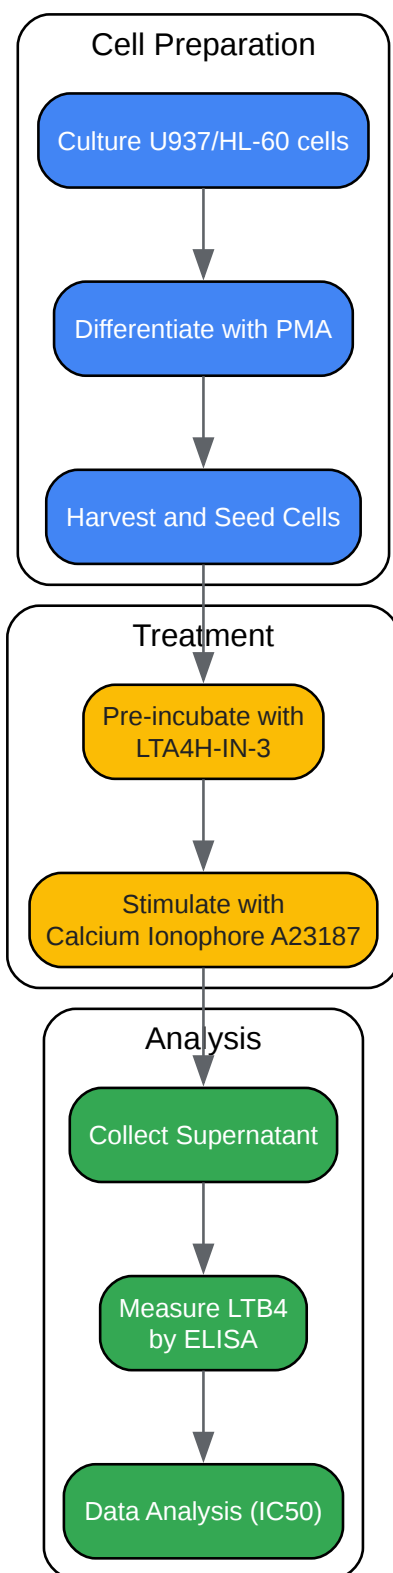 Cell Preparation
Culture U937/HL-60 cells
Differentiate with PMA
Harvest and Seed Cells
Treatment
Pre-incubate with
LTA4H-IN-3
Stimulate with
Calcium Ionophore A23187
Analysis
Collect Supernatant
Measure LTB4
by ELISA
Data Analysis (IC50)